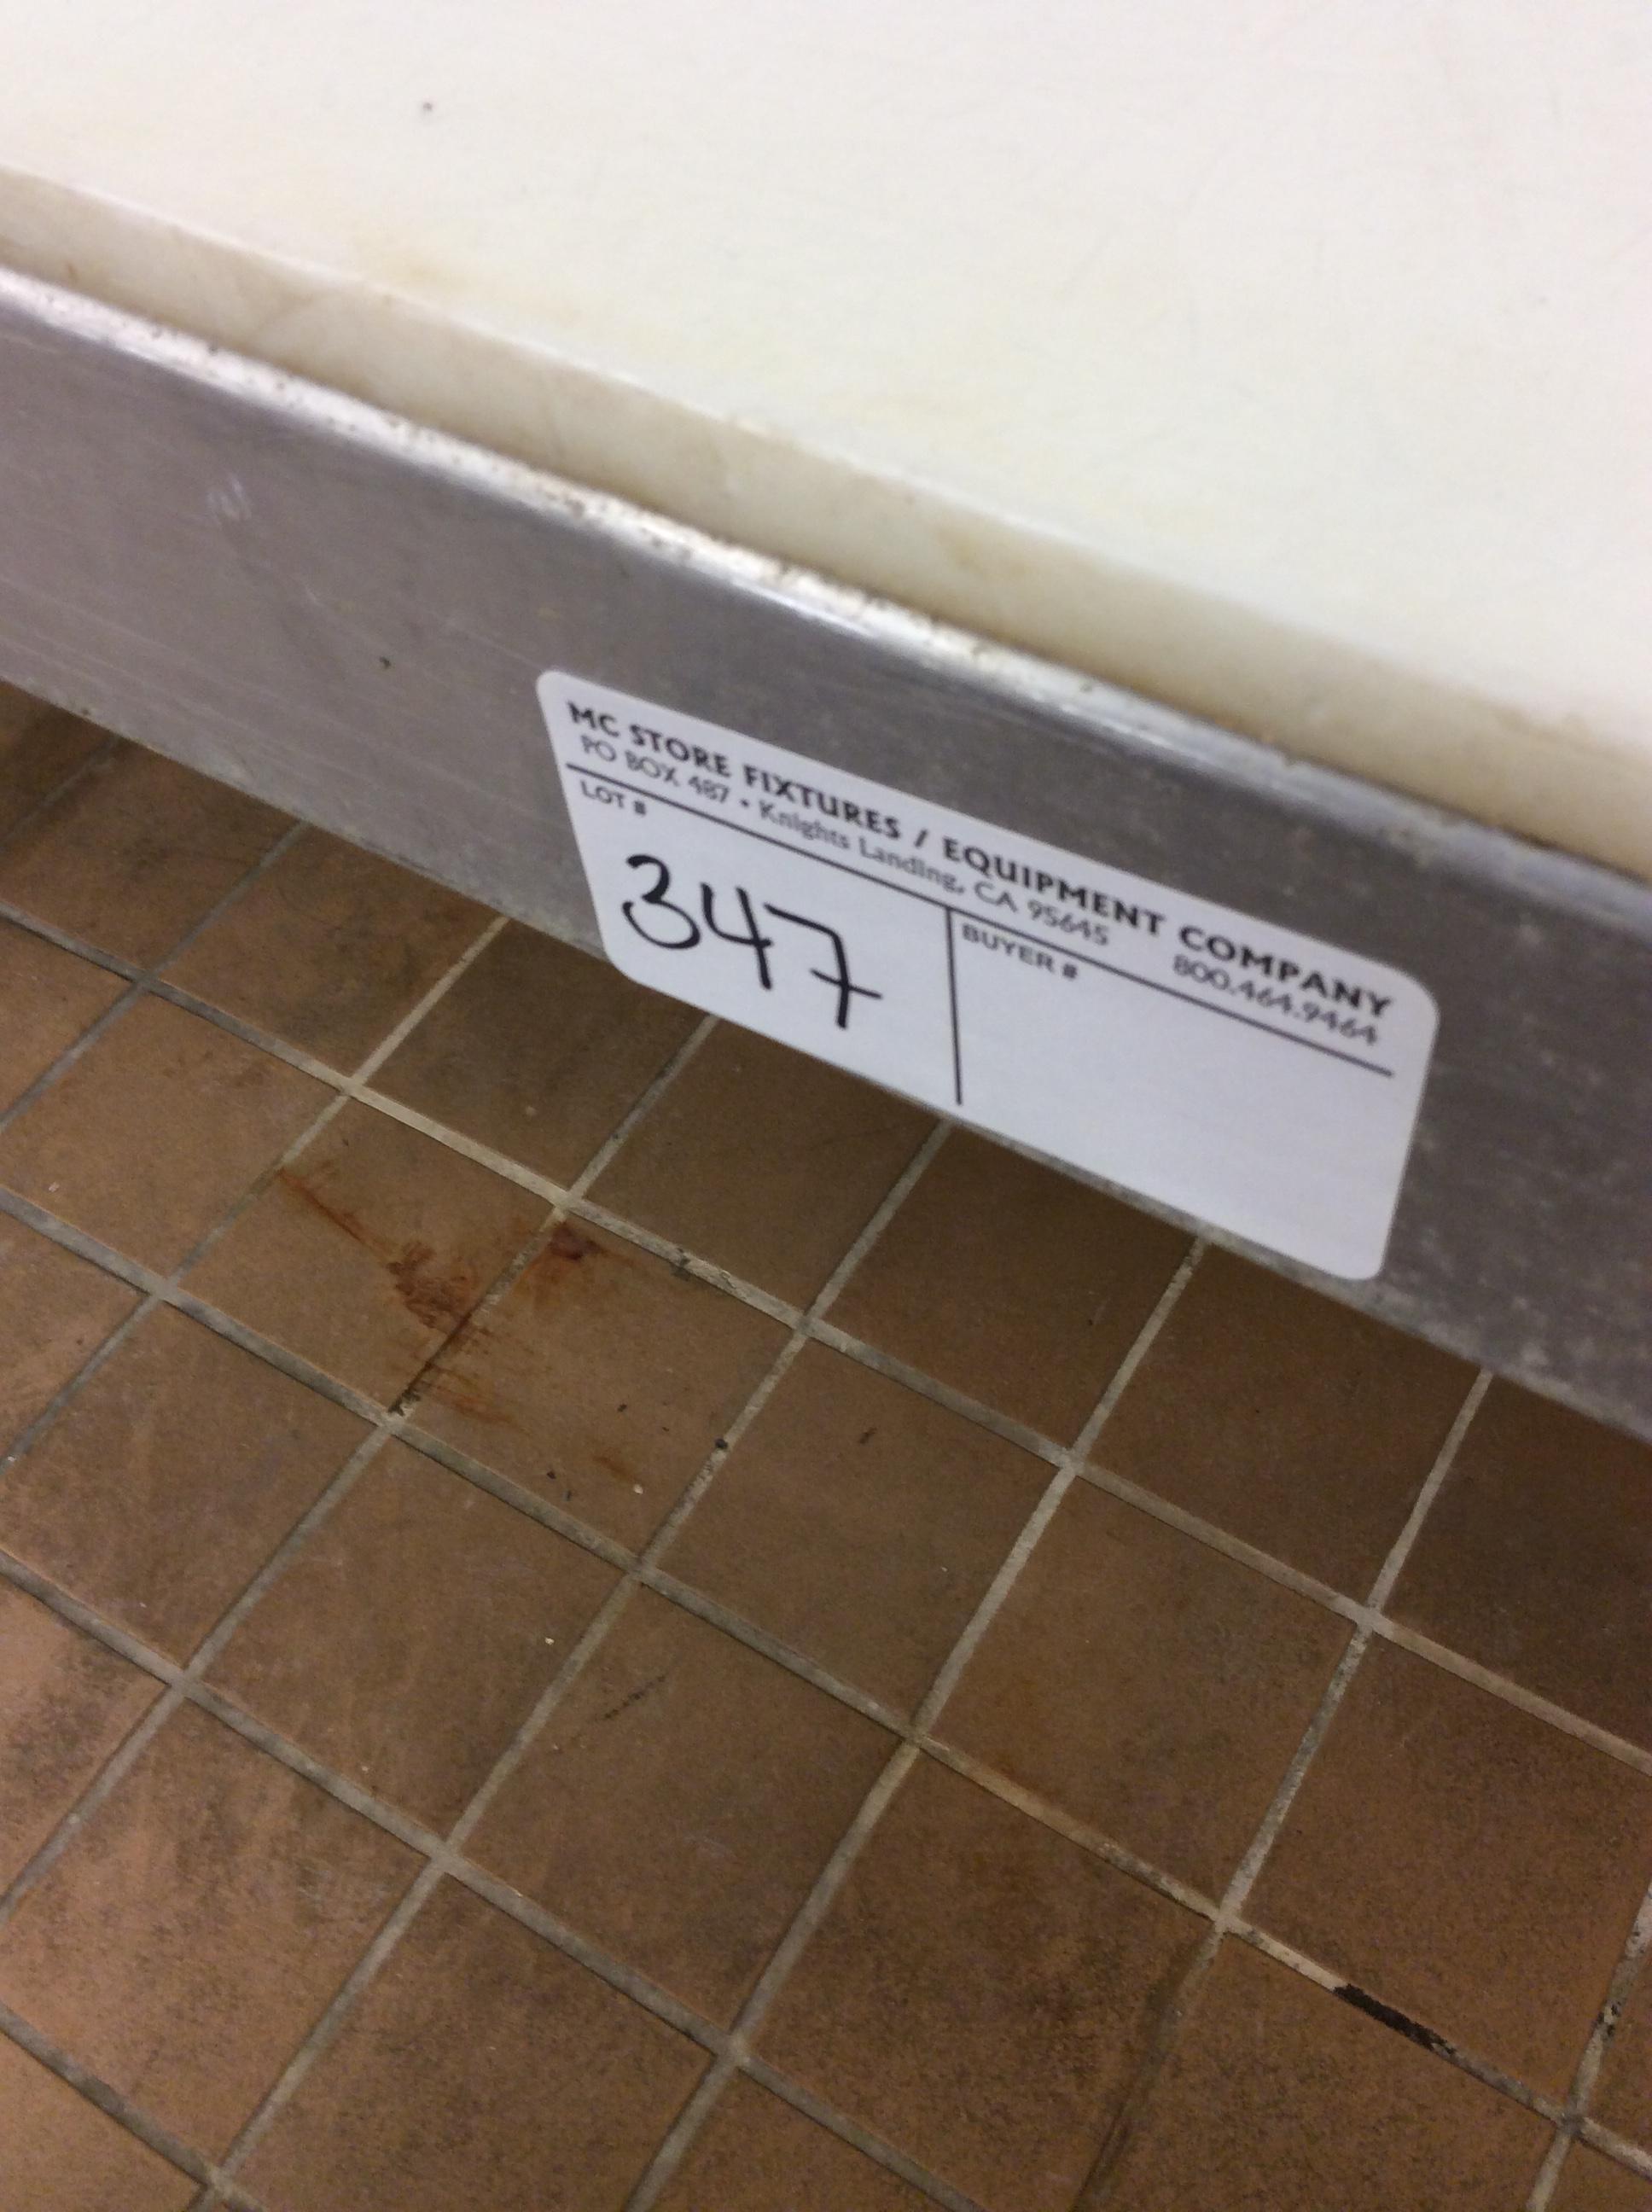 MC STORE FIXTURES / EQUIPMENT COMPANY
PO BOX 487 • Knights Landing, CA 95645 800.464.9464
LOT #
BUYER #
347